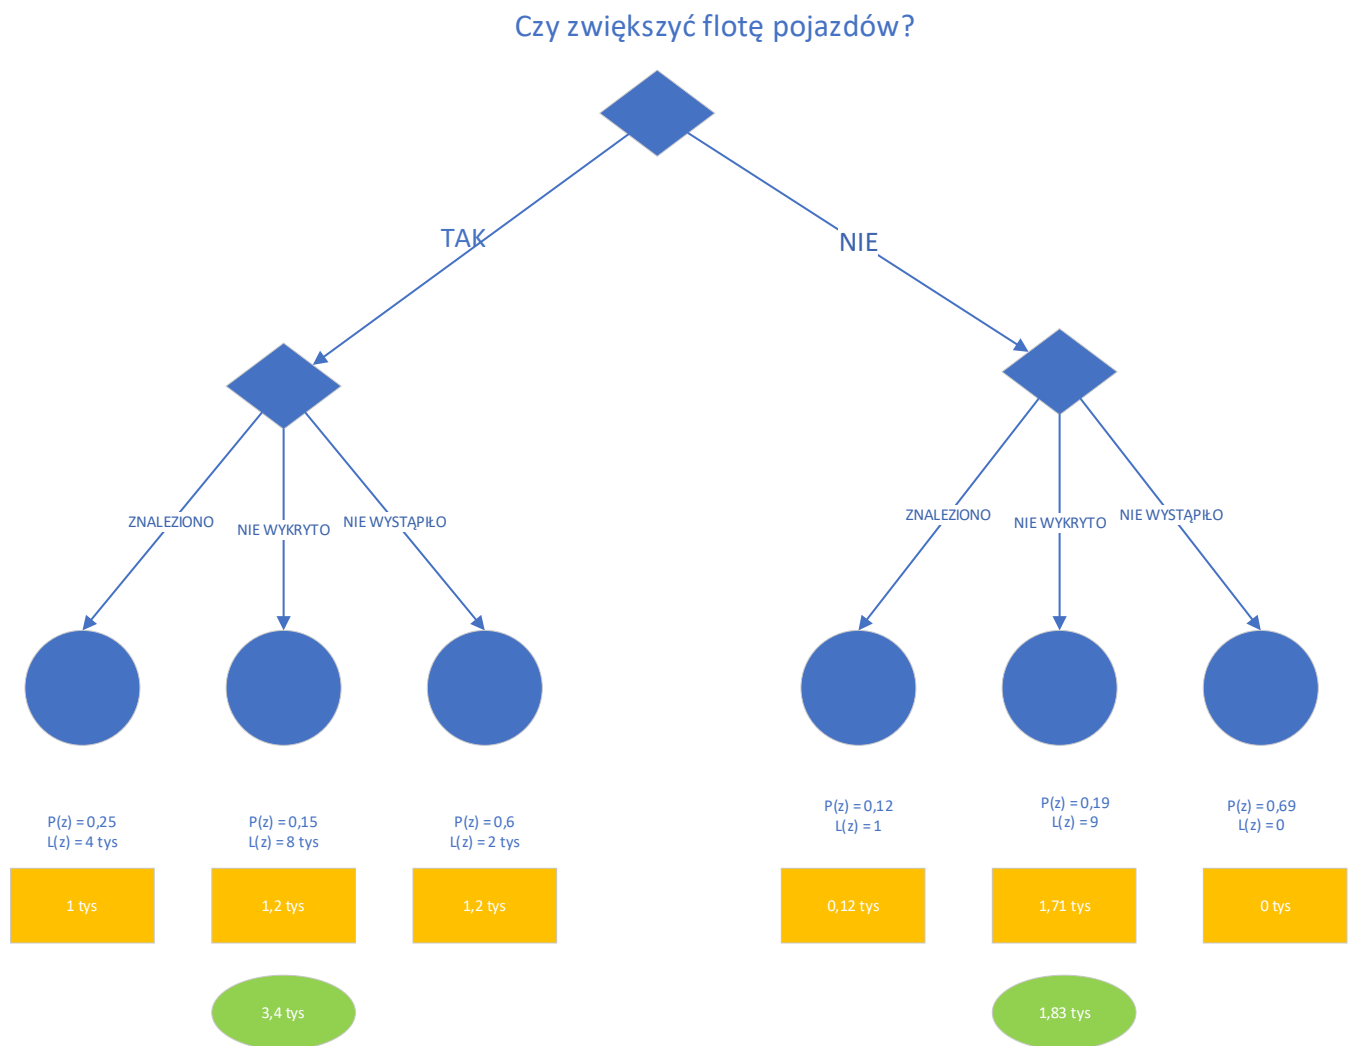 Czy zwiększyć flotę pojazdów?
TAK
NIE
ZNALEZIONO
NIE WYKRYTO
NIE WYSTĄPIŁO
ZNALEZIONO
NIE WYKRYTO
NIE WYSTĄPIŁO
P(z) = 0,25
L(z) = 4 tys
P(z) = 0,15
L(z) = 8 tys
P(z) = 0,6
L(z) = 2 tys
P(z) = 0,12
L(z) = 1
P(z) = 0,19
L(z) = 9
P(z) = 0,69
L(z) = 0
1 tys
1,2 tys
1,2 tys
0,12 tys
1,71 tys
0 tys
3,4 tys
1,83 tys